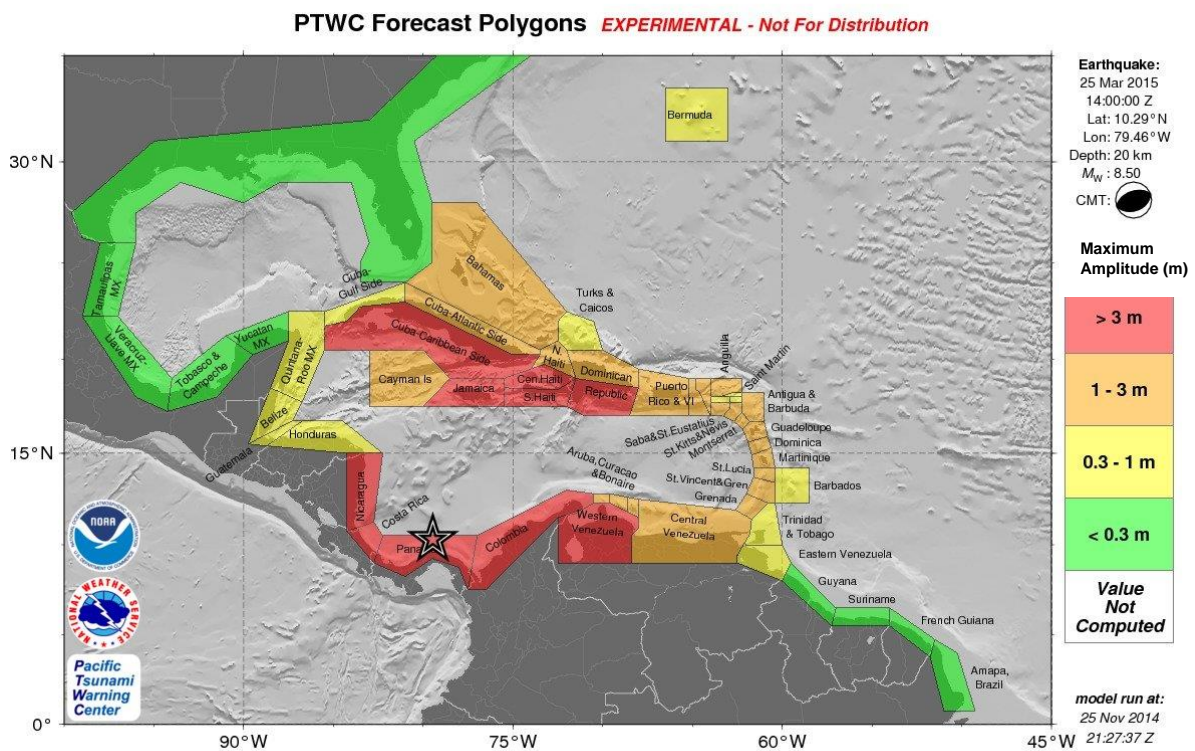 PTWC Forecast Polygons EXPERIMENTAL - Not For Distribution
Earthquake:
25 Mar 2015
14:00:00 Z
Lat: 10.29°N
Lon: 79.46°W
Depth: 20 km
MW : 8.50
CMT:
Maximum
Amplitude (m)
> 3 m
1 - 3 m
0.3 - 1 m
< 0.3 m
Value
Not
Computed
model run at:
25 Nov 2014
21:27:37 Z
30°N
15°N
0°
90°W
75°W
60°W
45°W
Bermuda
Bahamas
Turks &
Caicos
Cuba-
Gulf Side
Cuba-Atlantic Side
Cuba-Caribbean Side
Tamaulipas
MX
Veracruz-
Llave MX
Tobasco &
Campeche
Yucatan
MX
Quintana-
Roo MX
Belize
Honduras
Guatemala
Cayman Is
Jamaica
N.
Haiti
Cen.Haiti
S.Haiti
Dominican
Republic
Puerto
Rico & VI
Anguilla
Saint Martin
Antigua &
Barbuda
Saba&St.Eustatius
St.Kitts&Nevis
Montserrat
Guadeloupe
Dominica
Martinique
St.Lucia
St.Vincent&Gren
Grenada
Barbados
Aruba,Curacao
&Bonaire
Nicaragua
Costa Rica
Pana
Colombia
Western
Venezuela
Central
Venezuela
Trinidad
& Tobago
Eastern Venezuela
Guyana
Suriname
French Guiana
Amapa,
Brazil
NOAA
NATIONAL WEATHER SERVICE
Pacific
Tsunami
Warning
Center